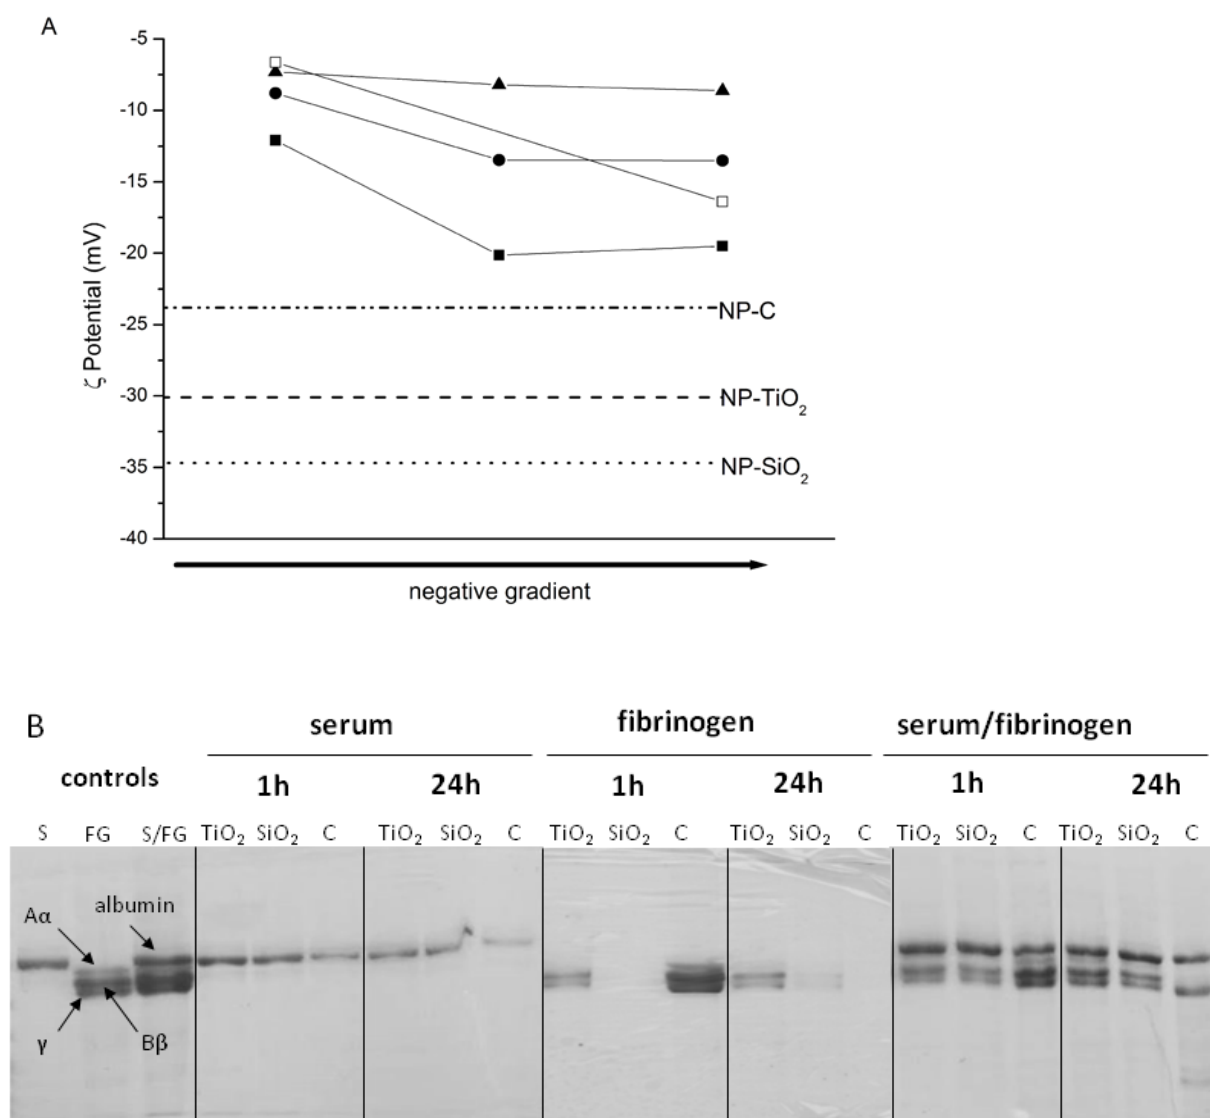 A
-5
-10
-15
-20
-25
-30
-35
-40
ζ Potential (mV)
NP-C
NP-TiO₂
NP-SiO₂
negative gradient
B
serum fibrinogen serum/fibrinogen
controls 1h 24h 1h 24h 1h 24h
S FG S/FG TiO₂ SiO₂ C TiO₂ SiO₂ C TiO₂ SiO₂ C TiO₂ SiO₂ C TiO₂ SiO₂ C TiO₂ SiO₂ C
Aα albumin
γ Bβ